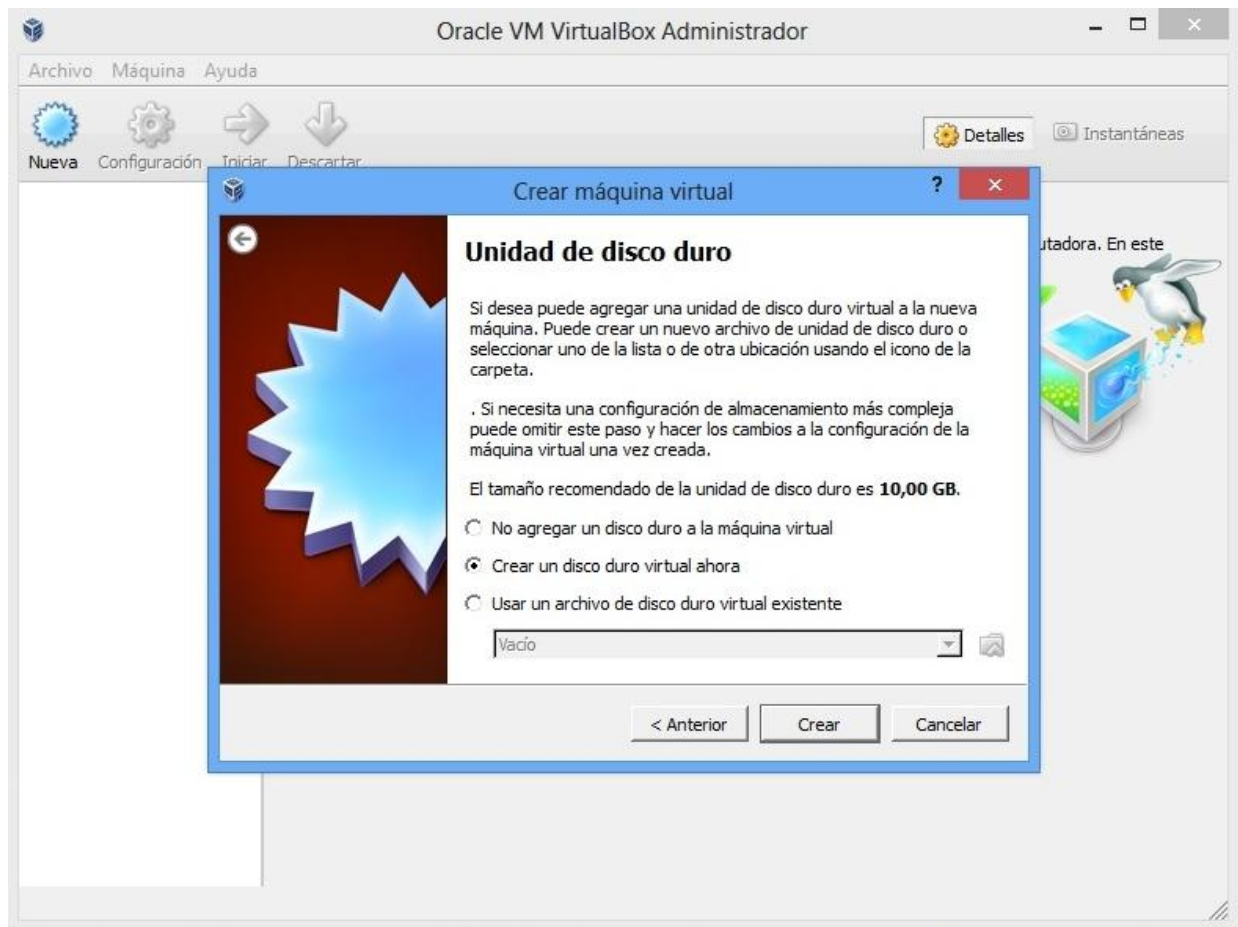 Oracle VM VirtualBox Administrador
Archivo Máquina Ayuda
Nueva Configuración Iniciar Descartar
Detalles Instantáneas
Crear máquina virtual
?
Unidad de disco duro
utadora. En este
Si desea puede agregar una unidad de disco duro virtual a la nueva
máquina. Puede crear un nuevo archivo de unidad de disco duro o
seleccionar uno de la lista o de otra ubicación usando el icono de la
carpeta.
. Si necesita una configuración de almacenamiento más compleja
puede omitir este paso y hacer los cambios a la configuración de la
máquina virtual una vez creada.
El tamaño recomendado de la unidad de disco duro es 10,00 GB.
No agregar un disco duro a la máquina virtual
Crear un disco duro virtual ahora
Usar un archivo de disco duro virtual existente
Vacío
< Anterior Crear Cancelar